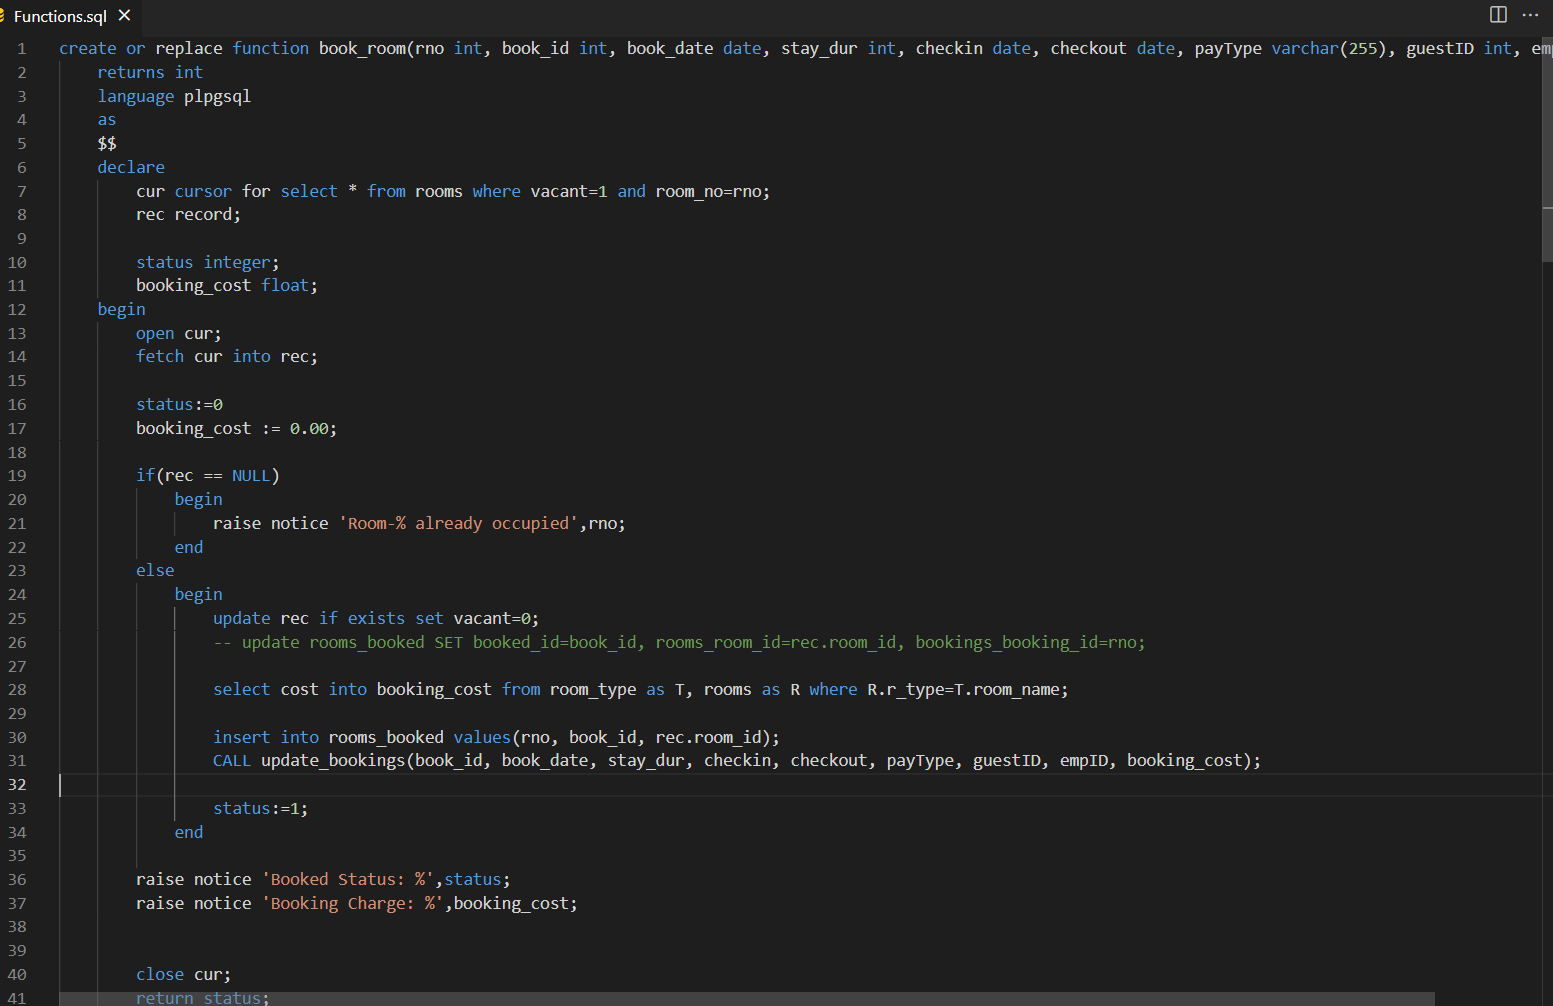 Functions.sql
1 create or replace function book_room(rno int, book_id int, book_date date, stay_dur int, checkin date, checkout date, payType varchar(255), guestID int, em
2 returns int
3 language plpgsql
4 as
5 $$
6 declare
7 cur cursor for select * from rooms where vacant=1 and room_no=rno;
8 rec record;
9
10 status integer;
11 booking_cost float;
12 begin
13 open cur;
14 fetch cur into rec;
15
16 status:=0
17 booking_cost := 0.00;
18
19 if(rec == NULL)
20 begin
21 raise notice 'Room-% already occupied',rno;
22 end
23 else
24 begin
25 update rec if exists set vacant=0;
26 -- update rooms_booked SET booked_id=book_id, rooms_room_id=rec.room_id, bookings_booking_id=rno;
27
28 select cost into booking_cost from room_type as T, rooms as R where R.r_type=T.room_name;
29
30 insert into rooms_booked values(rno, book_id, rec.room_id);
31 CALL update_bookings(book_id, book_date, stay_dur, checkin, checkout, payType, guestID, empID, booking_cost);
32
33 status:=1;
34 end
35
36 raise notice 'Booked Status: %',status;
37 raise notice 'Booking Charge: %',booking_cost;
38
39
40 close cur;
41 return status;